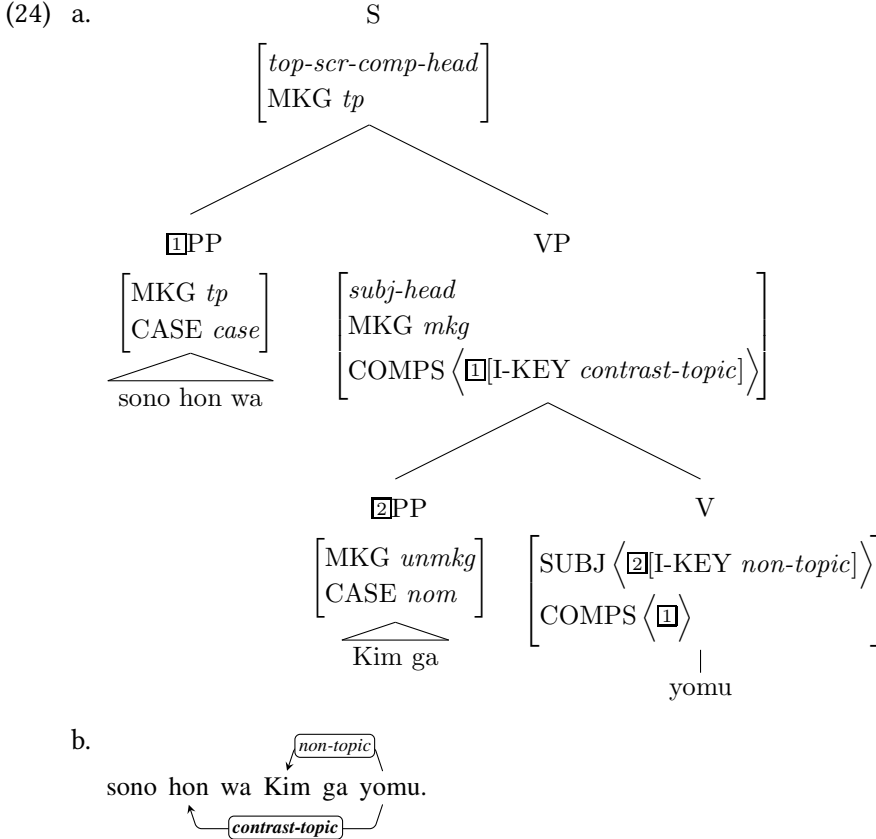 (24) a. S
[top-scr-comp-head
MKG tp]
1PP VP
[MKG tp
CASE case]
[subj-head
MKG mkg
COMPS ⟨1[I-KEY contrast-topic]⟩]
sono hon wa
2PP V
[MKG unmkg
CASE nom]
[SUBJ ⟨2[I-KEY non-topic]⟩
COMPS ⟨1⟩]
Kim ga
yomu
b.
non-topic
sono hon wa Kim ga yomu.
contrast-topic